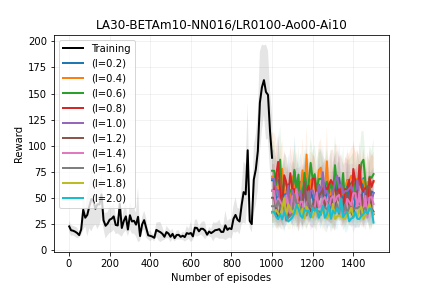 LA30-BETAm10-NN016/LR0100-Ao00-Ai10
200
175
150
125
100
75
50
25
0
Reward
Training
(l=0.2)
(l=0.4)
(l=0.6)
(l=0.8)
(l=1.0)
(l=1.2)
(l=1.4)
(l=1.6)
(l=1.8)
(l=2.0)
0 200 400 600 800 1000 1200 1400
Number of episodes